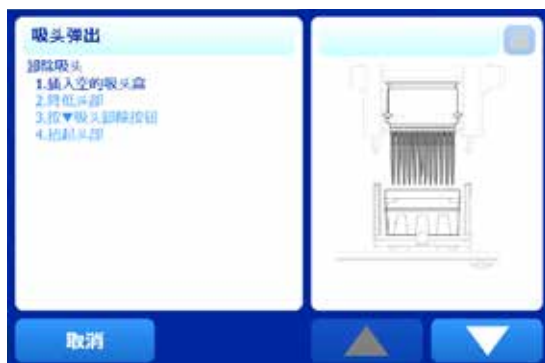 吸头弹出
卸除吸头
1.插入空的吸头盒
2.降低头部
3.按▼吸头卸除按钮
4.抬起头部
取消